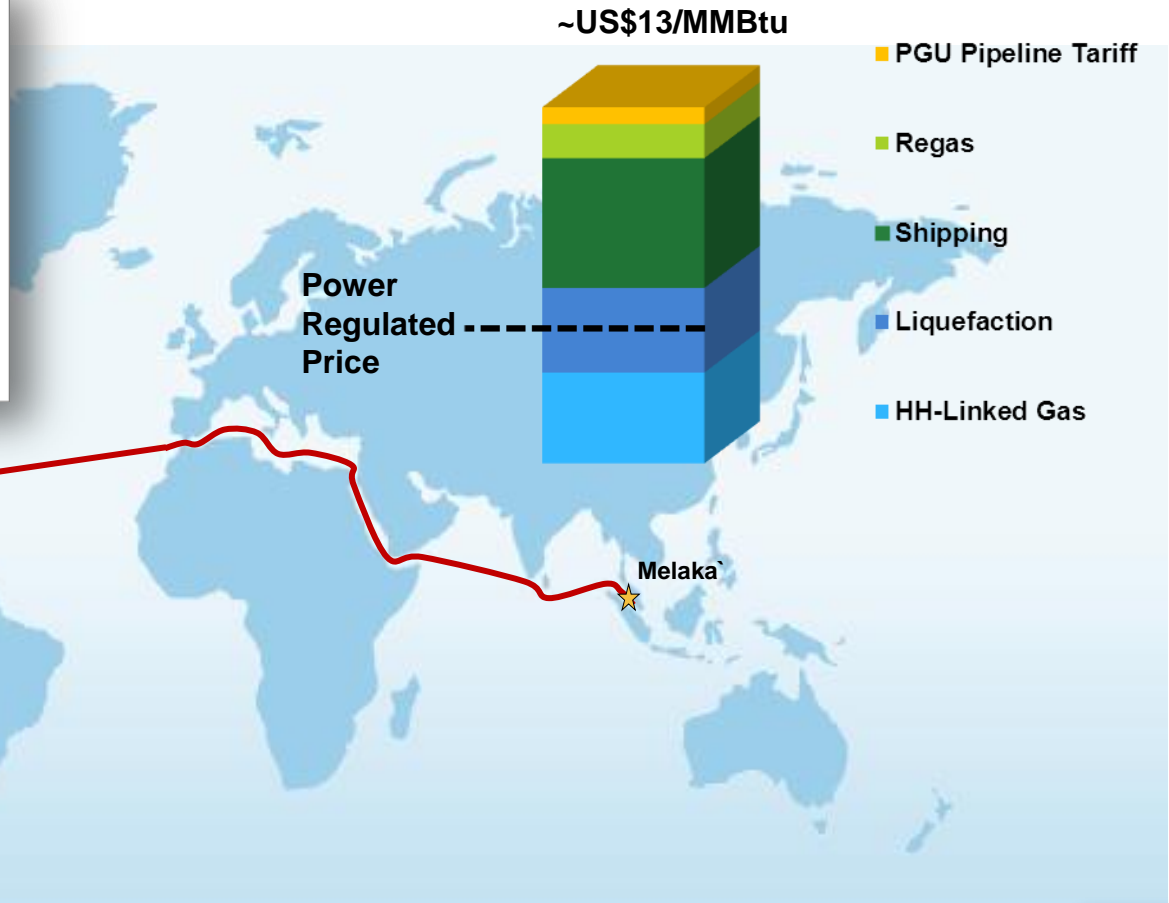 ~US$13/MMBtu
PGU Pipeline Tariff
Regas
Shipping
Liquefaction
HH-Linked Gas
Power
Regulated
Price
Melaka`